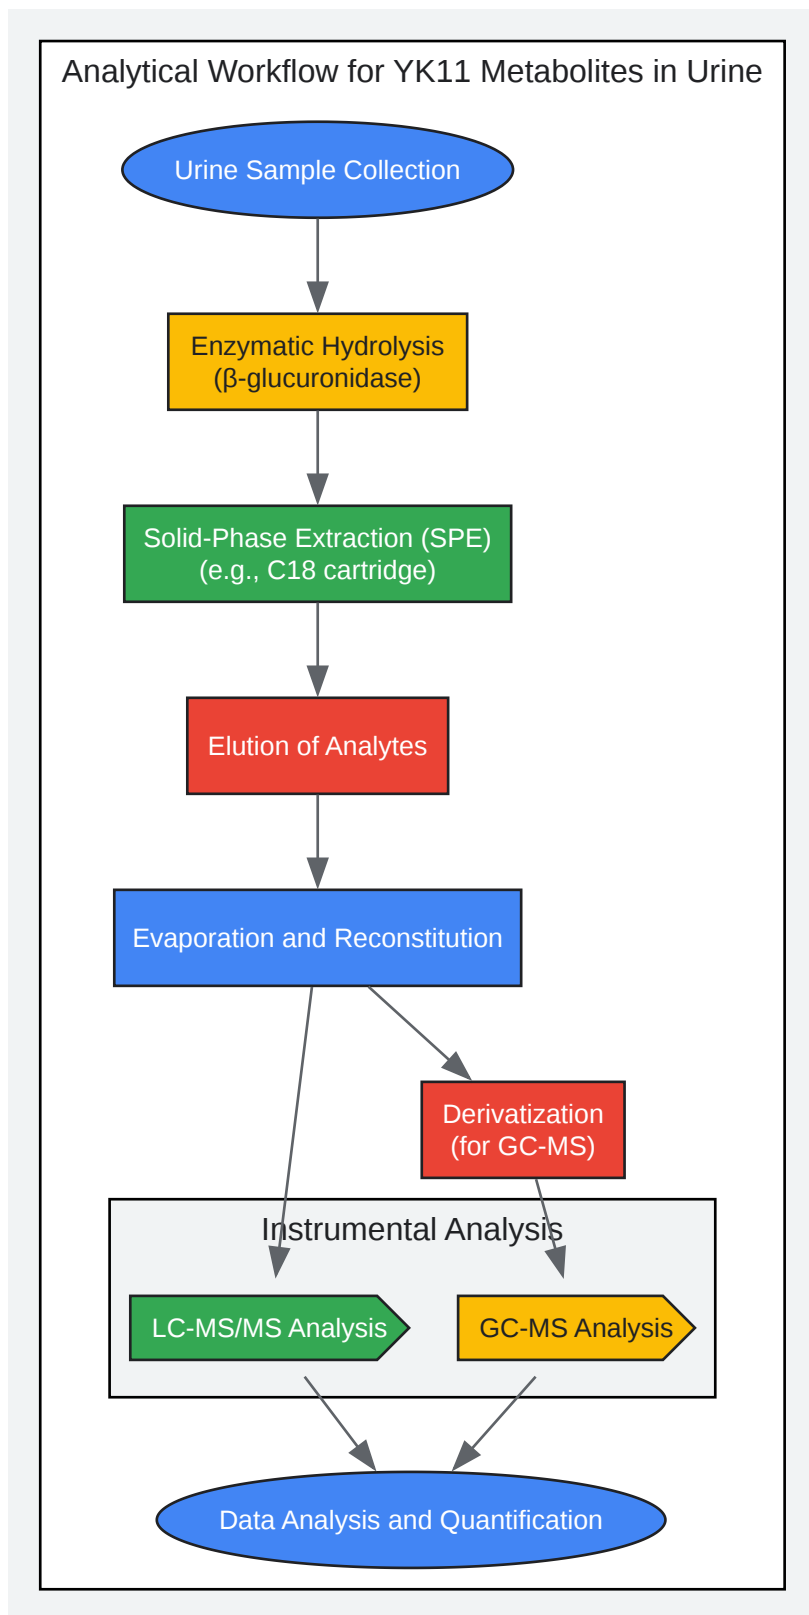 Analytical Workflow for YK11 Metabolites in Urine
Urine Sample Collection
Enzymatic Hydrolysis
(β-glucuronidase)
Solid-Phase Extraction (SPE)
(e.g., C18 cartridge)
Elution of Analytes
Evaporation and Reconstitution
Derivatization
(for GC-MS)
Instrumental Analysis
LC-MS/MS Analysis
GC-MS Analysis
Data Analysis and Quantification